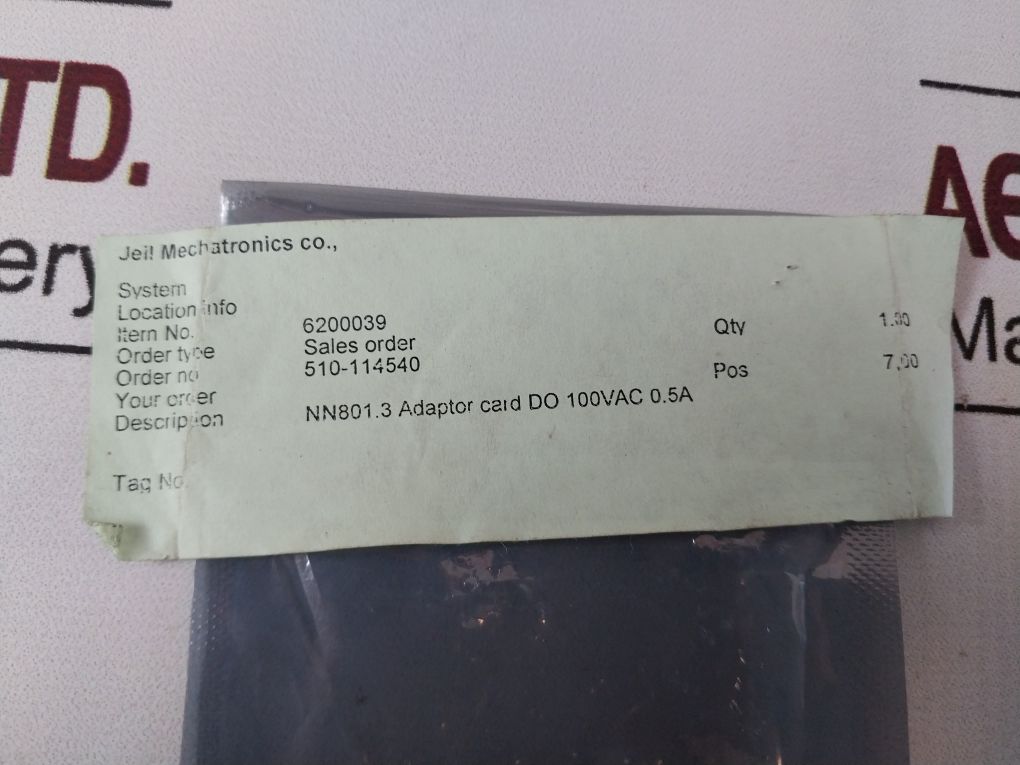 TD.
ery
Ae
Ma
Jeil Mechatronics co.,
System
Location info
Item No. 6200039 Qty 1.00
Order type Sales order
Order no 510-114540 Pos 7,00
Your order
Description NN801.3 Adaptor card DO 100VAC 0.5A
Tag No